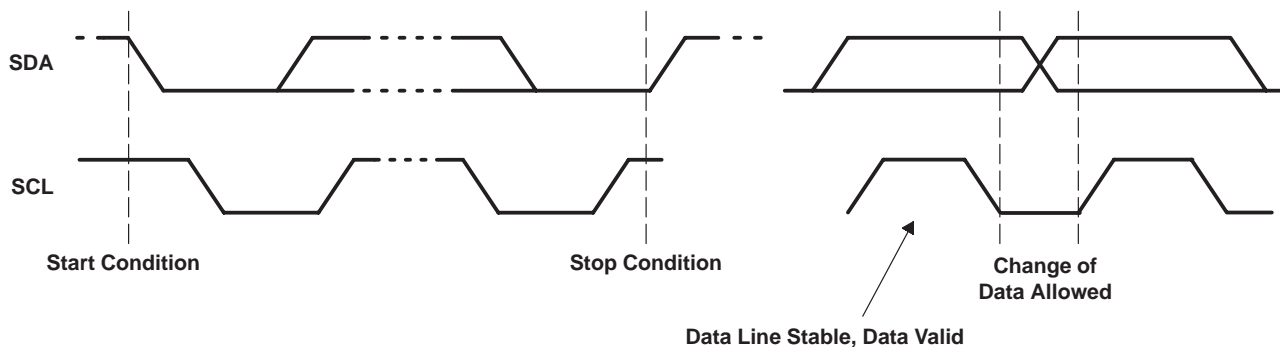 SDA
SCL
Start Condition
Stop Condition
Change of
Data Allowed
Data Line Stable, Data Valid